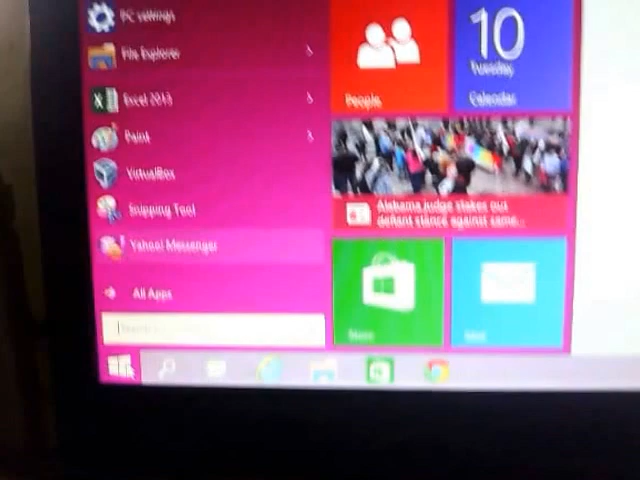 PC settings
File Explorer
Excel 2013
Paint
VirtualBox
Snipping Tool
Yahoo! Messenger
All Apps
People
10
Tuesday
Calendar
Alabama judge stakes out
defiant stance against same...
Store
Mail